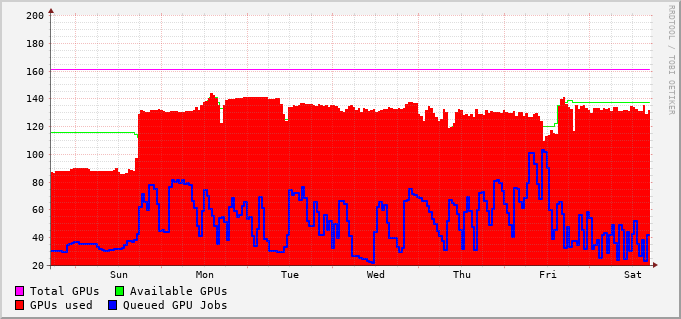 200
180
160
140
120
100
80
60
40
20
Sun Mon Tue Wed Thu Fri Sat
Total GPUs Available GPUs
GPUs used Queued GPU Jobs
RRDTOOL / TOBI OETIKER